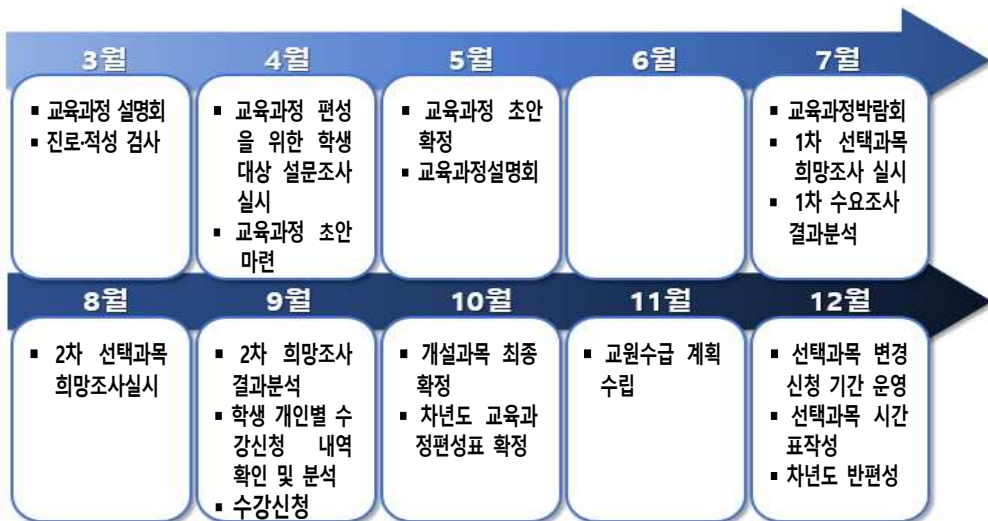 3월 4월 5월 6월 7월
▪ 교육과정 설명회
▪ 진로·적성 검사
▪ 교육과정 편성
을 위한 학생
대상 설문조사
실시
▪ 교육과정 초안
마련
▪ 교육과정 초안
확정
▪ 교육과정설명회
▪ 교육과정박람회
▪ 1차 선택과목
희망조사 실시
▪ 1차 수요조사
결과분석
8월 9월 10월 11월 12월
▪ 2차 선택과목
희망조사실시
▪ 2차 희망조사
결과분석
▪ 학생 개인별 수
강신청 내역
확인 및 분석
▪ 수강신청
▪ 개설과목 최종
확정
▪ 차년도 교육과
정편성표 확정
▪ 교원수급 계획
수립
▪ 선택과목 변경
신청 기간 운영
▪ 선택과목 시간
표작성
▪ 차년도 반편성